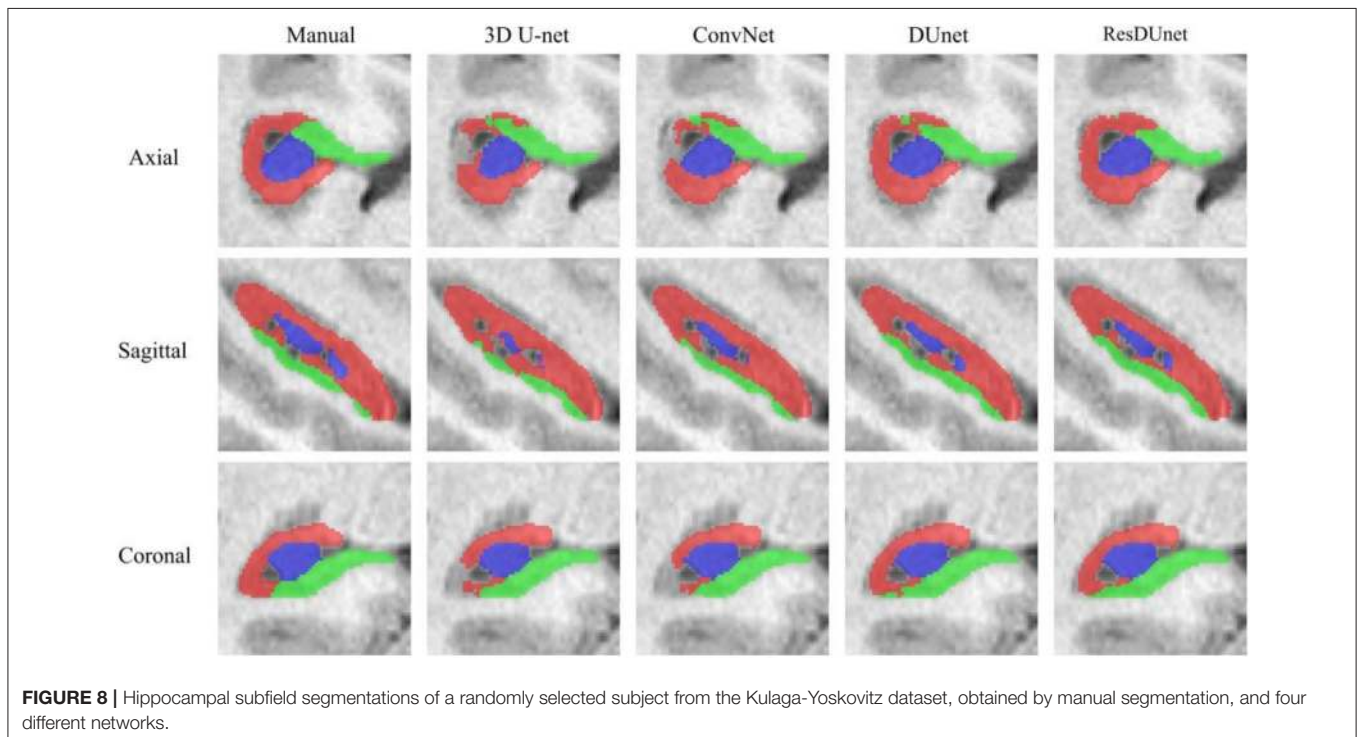 Manual 3D U-net ConvNet DUnet ResDUnet
Axial
Sagittal
Coronal
FIGURE 8 | Hippocampal subfield segmentations of a randomly selected subject from the Kulaga-Yoskovitz dataset, obtained by manual segmentation, and four
different networks.